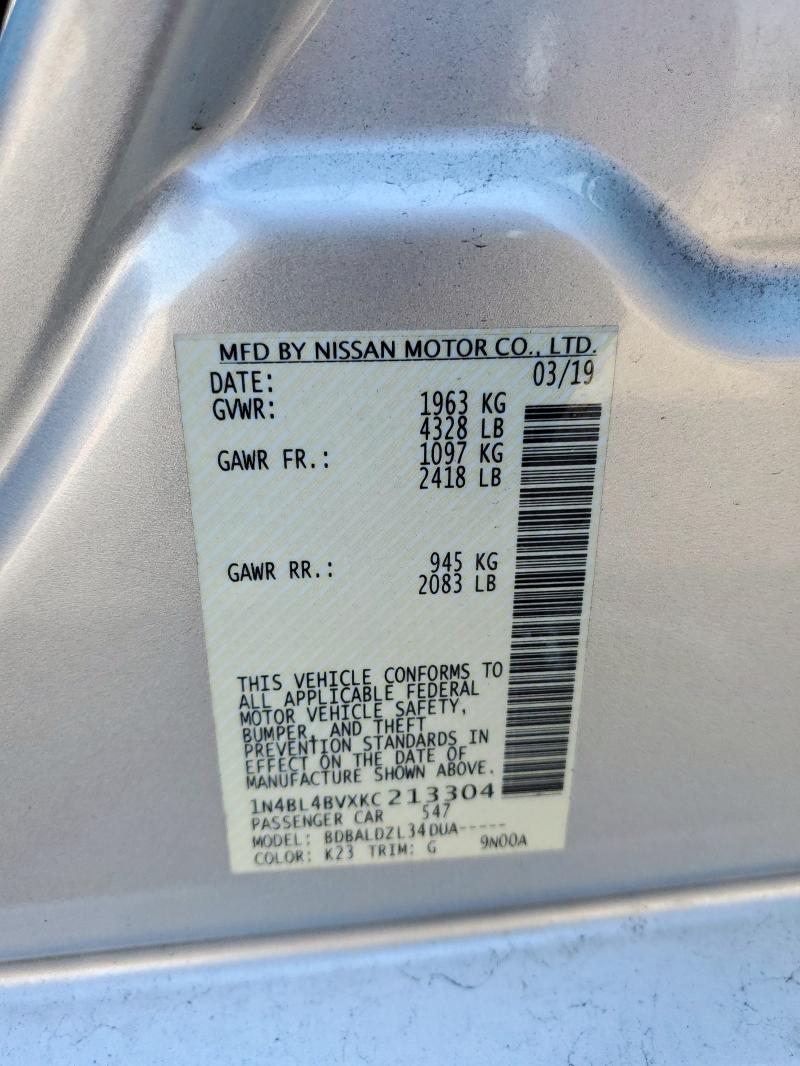 MFD BY NISSAN MOTOR CO., LTD.
DATE: 03/19
GVWR: 1963 KG
4328 LB
GAWR FR.: 1097 KG
2418 LB
GAWR RR.: 945 KG
2083 LB
THIS VEHICLE CONFORMS TO
ALL APPLICABLE FEDERAL
MOTOR VEHICLE SAFETY,
BUMPER, AND THEFT
PREVENTION STANDARDS IN
EFFECT ON THE DATE OF
MANUFACTURE SHOWN ABOVE.
1N4BL4BVXKC213304
PASSENGER CAR 547
MODEL: BDBALDZL34DUA-----
COLOR: K23 TRIM: G 9N00A